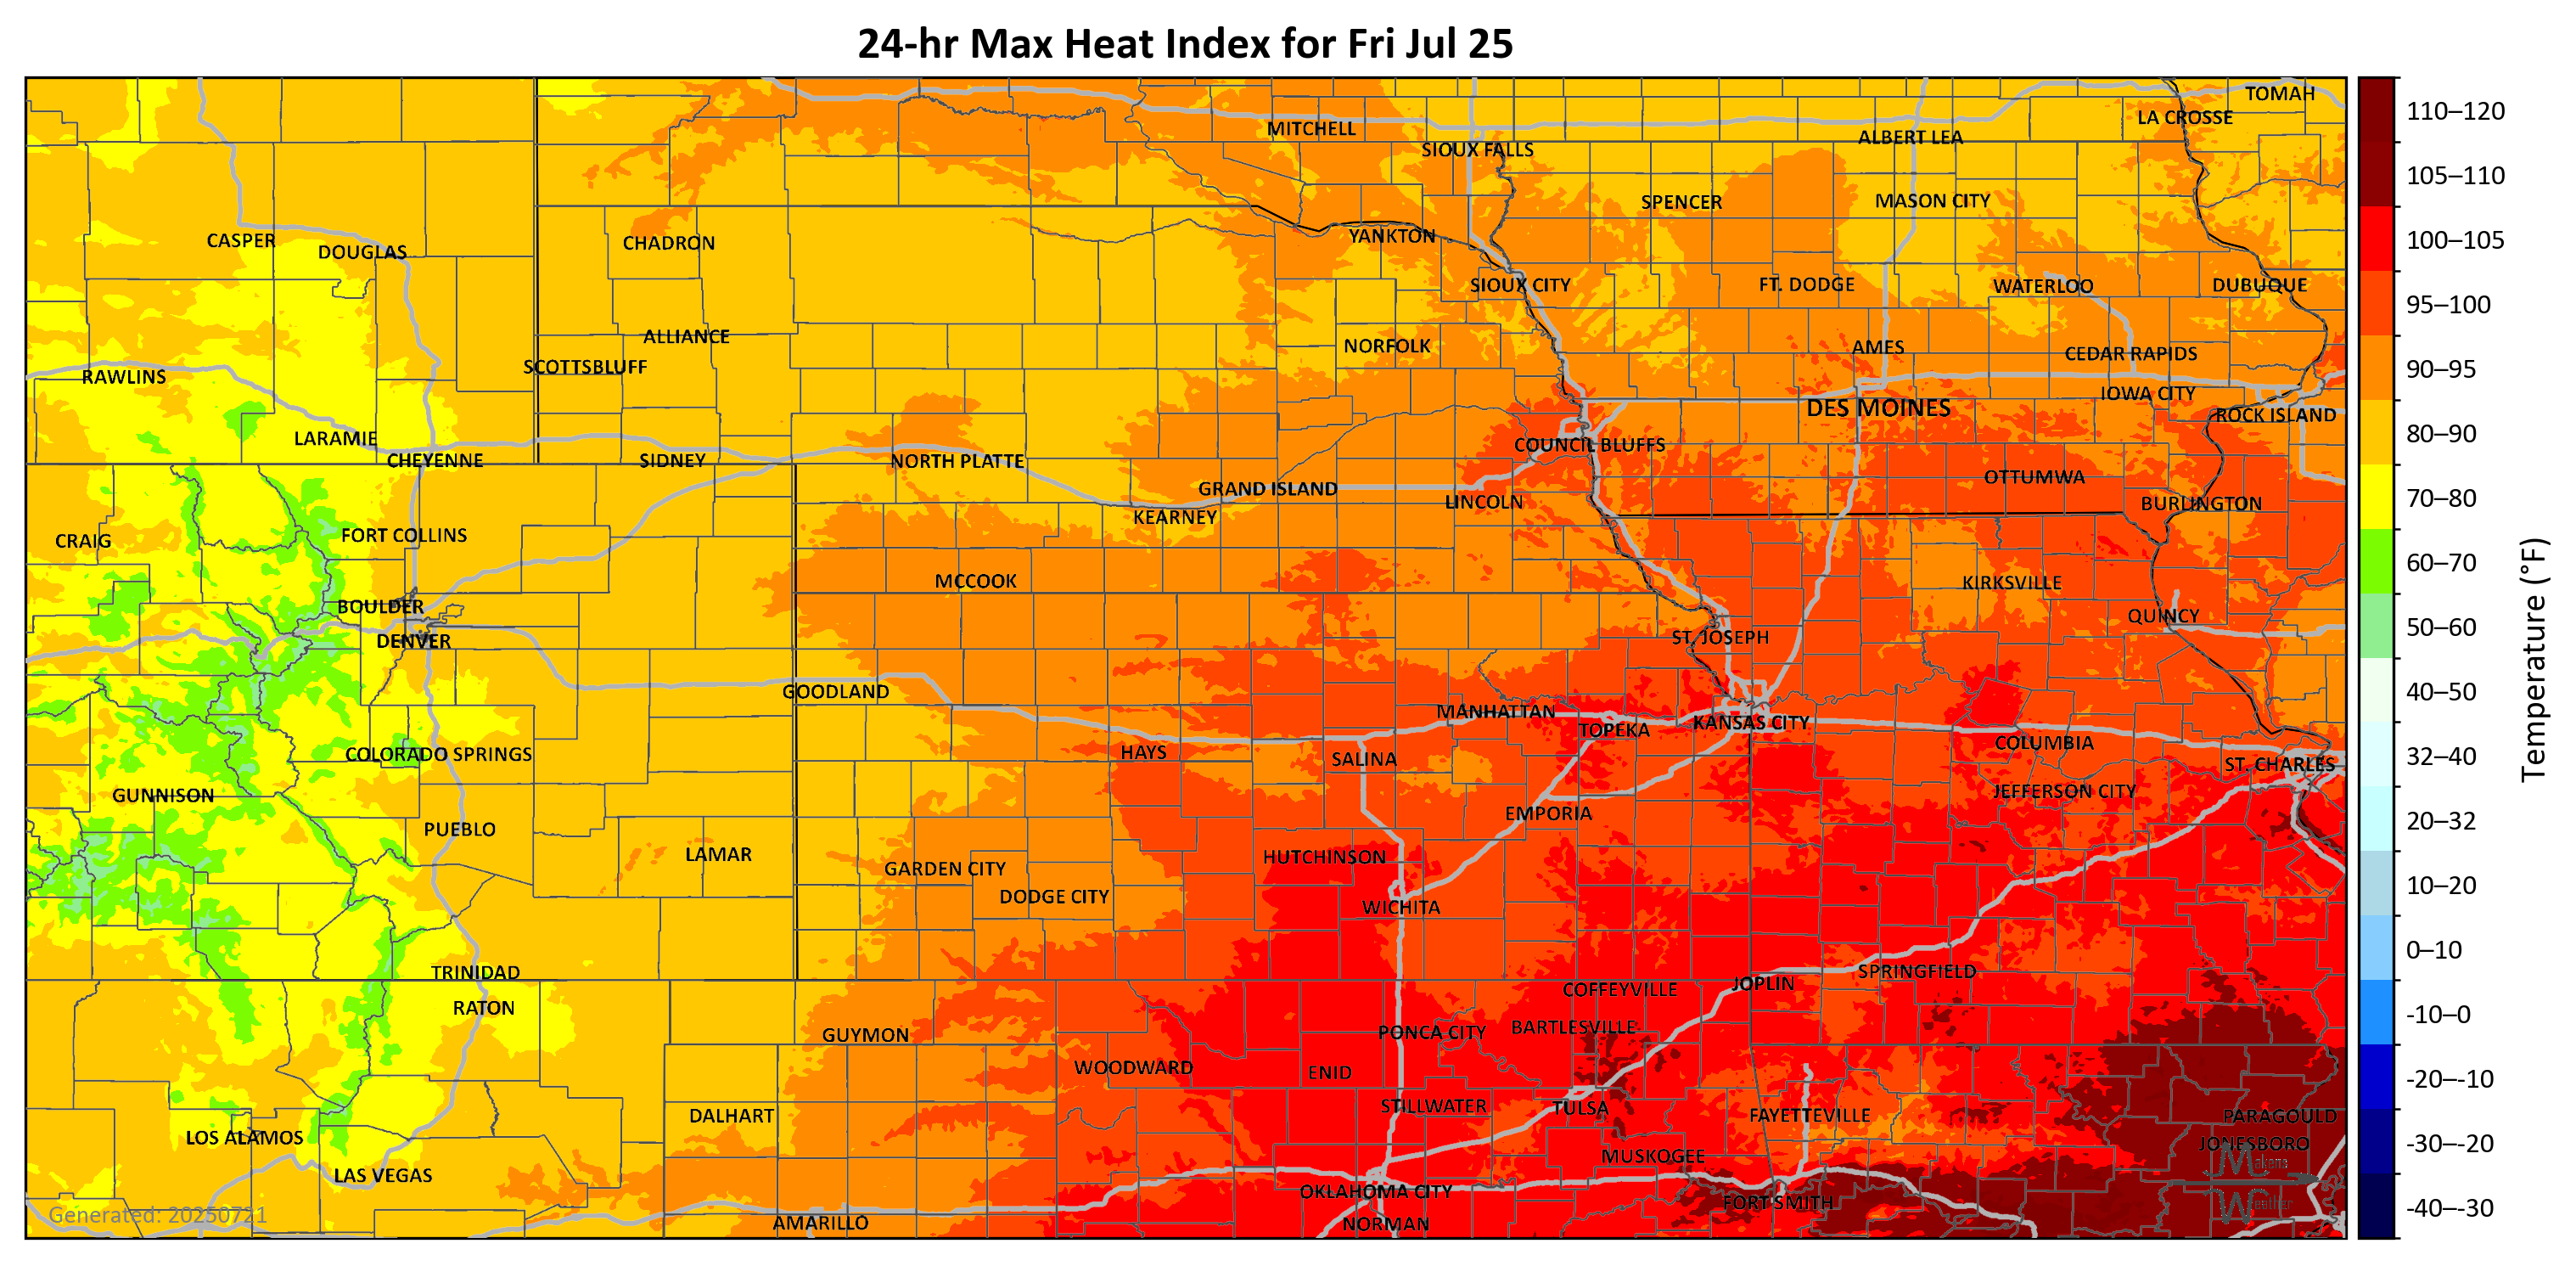 24-hr Max Heat Index for Fri Jul 25
TOMAH
LA CROSSE
MITCHELL
ALBERT LEA
SIOUX FALLS
SPENCER
MASON CITY
YANKTON
CASPER
CHADRON
DOUGLAS
SIOUX CITY
FT. DODGE
WATERLOO
DUBUQUE
ALLIANCE
NORFOLK
AMES
CEDAR RAPIDS
SCOTTSBLUFF
RAWLINS
IOWA CITY
DES MOINES
ROCK ISLAND
LARAMIE
COUNCIL BLUFFS
CHEYENNE
SIDNEY
NORTH PLATTE
OTTUMWA
GRAND ISLAND
LINCOLN
BURLINGTON
KEARNEY
FORT COLLINS
CRAIG
MCCOOK
KIRKSVILLE
BOULDER
QUINCY
DENVER
ST. JOSEPH
GOODLAND
MANHATTAN
KANSAS CITY
TOPEKA
COLUMBIA
COLORADO SPRINGS
HAYS
SALINA
ST. CHARLES
GUNNISON
JEFFERSON CITY
EMPORIA
PUEBLO
LAMAR
HUTCHINSON
GARDEN CITY
DODGE CITY
WICHITA
TRINIDAD
SPRINGFIELD
JOPLIN
COFFEYVILLE
RATON
BARTLESVILLE
PONCA CITY
GUYMON
WOODWARD
ENID
STILLWATER
TULSA
DALHART
FAYETTEVILLE
PARAGOULD
LOS ALAMOS
JONESBORO
MUSKOGEE
LAS VEGAS
OKLAHOMA CITY
FORT SMITH
AMARILLO
NORMAN
Makens
Weather
Generated: 20250721
110–120
105–110
100–105
95–100
90–95
80–90
70–80
60–70
50–60
40–50
32–40
20–32
10–20
0–10
-10–0
-20–-10
-30–-20
-40–-30
Temperature (°F)